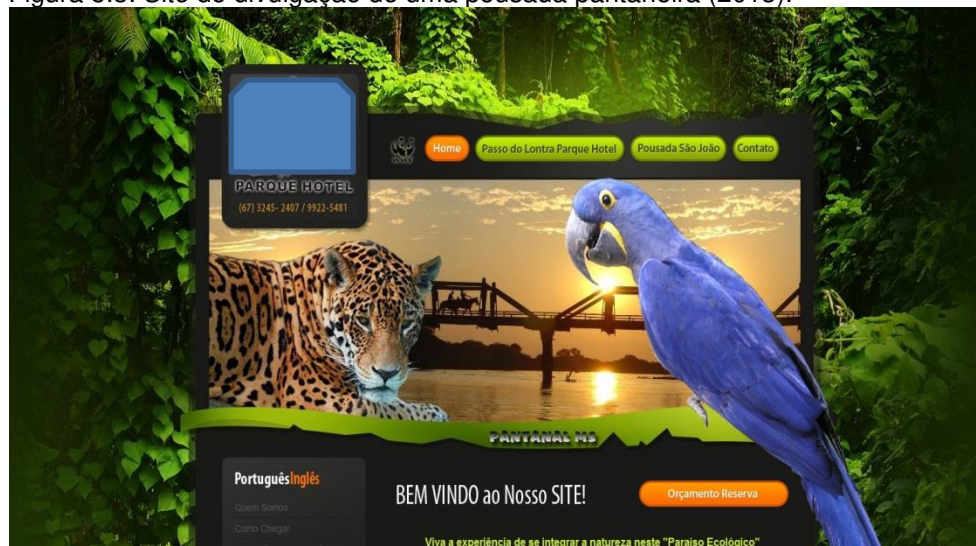 Figura 3.3. Site de divulgação de uma pousada pantaneira (2013).
PARQUE HOTEL
(67) 3245- 2407 / 9922-5481
WWF
Home
Passo do Lontra Parque Hotel
Pousada São João
Contato
PANTANAL MS
PortuguêsInglês
Quem Somos
Como Chegar
BEM VINDO ao Nosso SITE!
Orçamento Reserva
Viva a experiência de se integrar a natureza neste "Paraíso Ecológico"